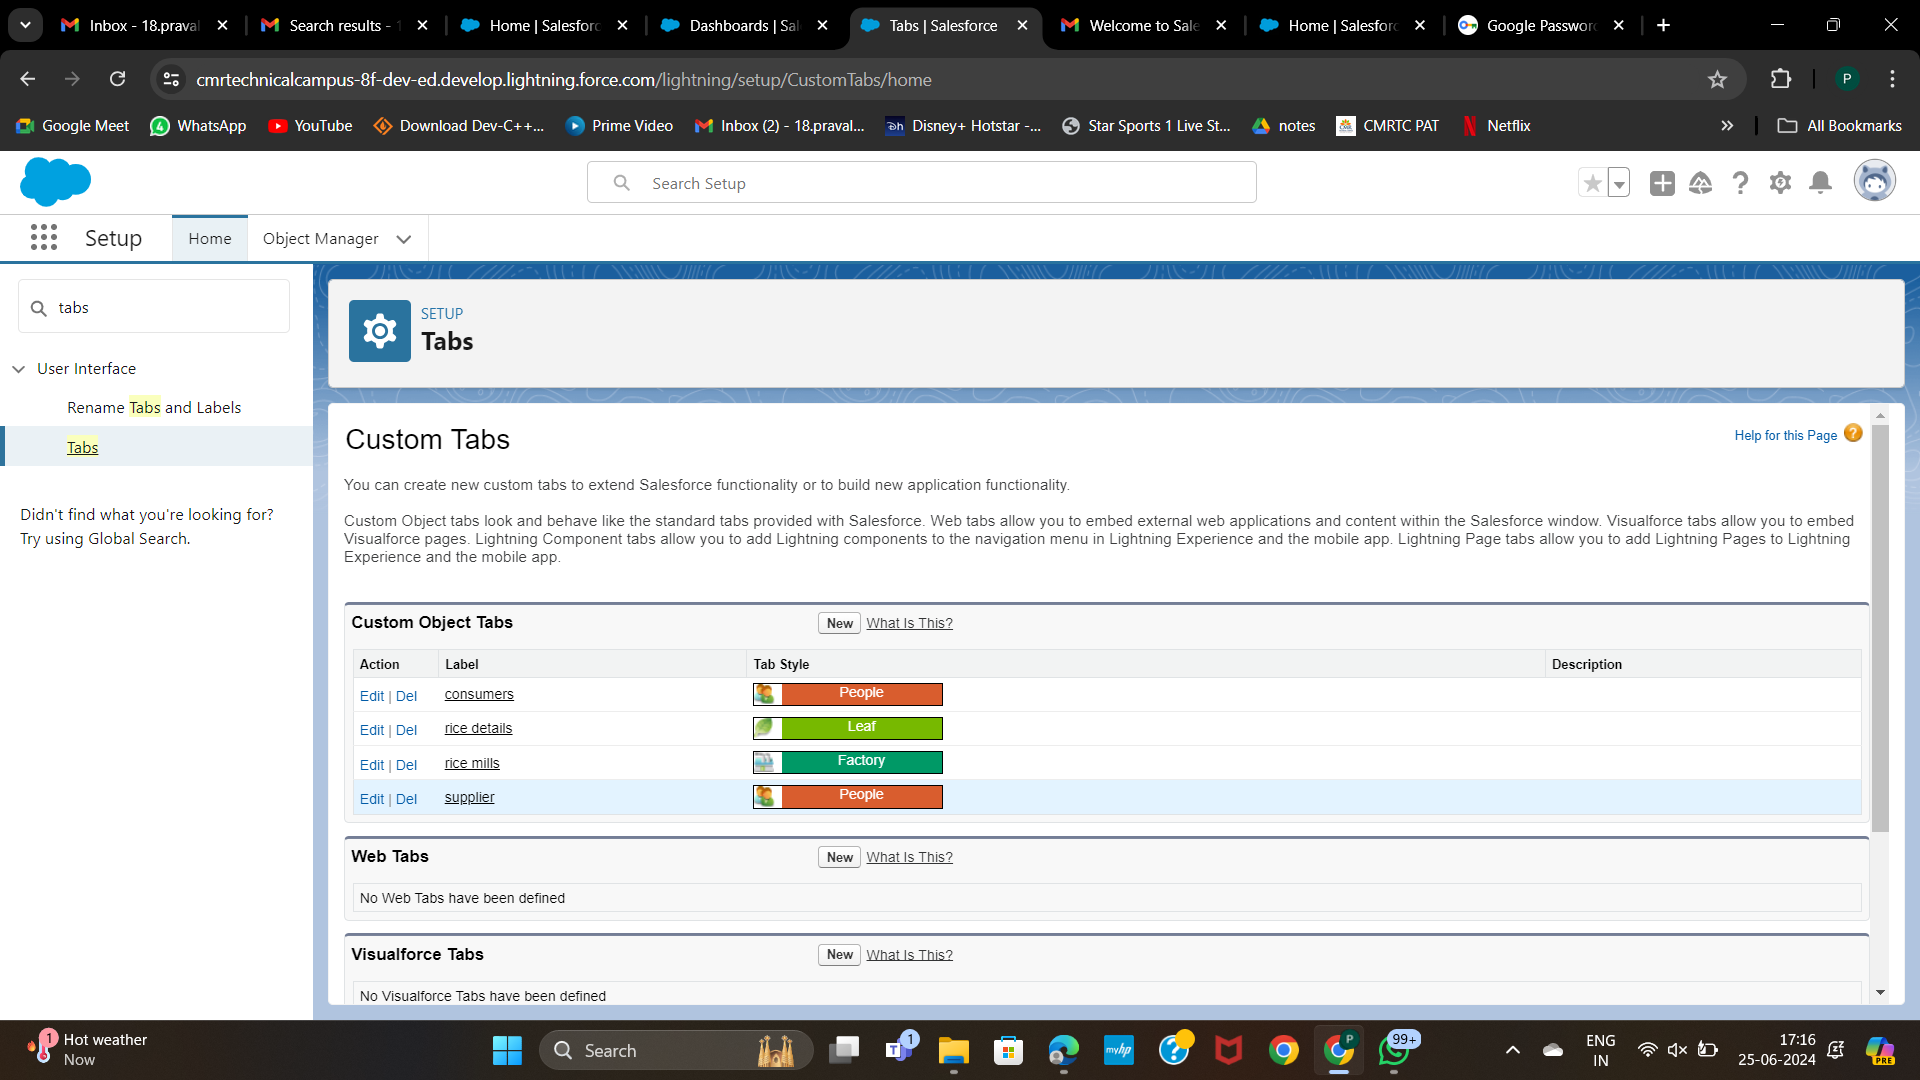 Inbox - 18.praval
Search results - 1
Home | Salesforc
Dashboards | Sal
Tabs | Salesforce
Welcome to Sale
Home | Salesforc
Google Passwor
cmrtechnicalcampus-8f-dev-ed.develop.lightning.force.com/lightning/setup/CustomTabs/home
P
Google Meet
4
WhatsApp
YouTube
Download Dev-C++...
Prime Video
Inbox (2) - 18.praval...
Disney+ Hotstar -...
Star Sports 1 Live St...
notes
CMRTC PAT
Netflix
All Bookmarks
Search Setup
Setup
Home
Object Manager
tabs
User Interface
Rename Tabs and Labels
Tabs
Didn't find what you're looking for?
Try using Global Search.
SETUP
Tabs
Custom Tabs
Help for this Page
You can create new custom tabs to extend Salesforce functionality or to build new application functionality.
Custom Object tabs look and behave like the standard tabs provided with Salesforce. Web tabs allow you to embed external web applications and content within the Salesforce window. Visualforce tabs allow you to embed
Visualforce pages. Lightning Component tabs allow you to add Lightning components to the navigation menu in Lightning Experience and the mobile app. Lightning Page tabs allow you to add Lightning Pages to Lightning
Experience and the mobile app.
Custom Object Tabs New What Is This?
Action Label Tab Style Description
Edit | Del consumers People
Edit | Del rice details Leaf
Edit | Del rice mills Factory
Edit | Del supplier People
Web Tabs New What Is This?
No Web Tabs have been defined
Visualforce Tabs New What Is This?
No Visualforce Tabs have been defined
1
Hot weather
Now
Search
1
myhp
P
99+
ENG
IN
17:16
25-06-2024
PRE